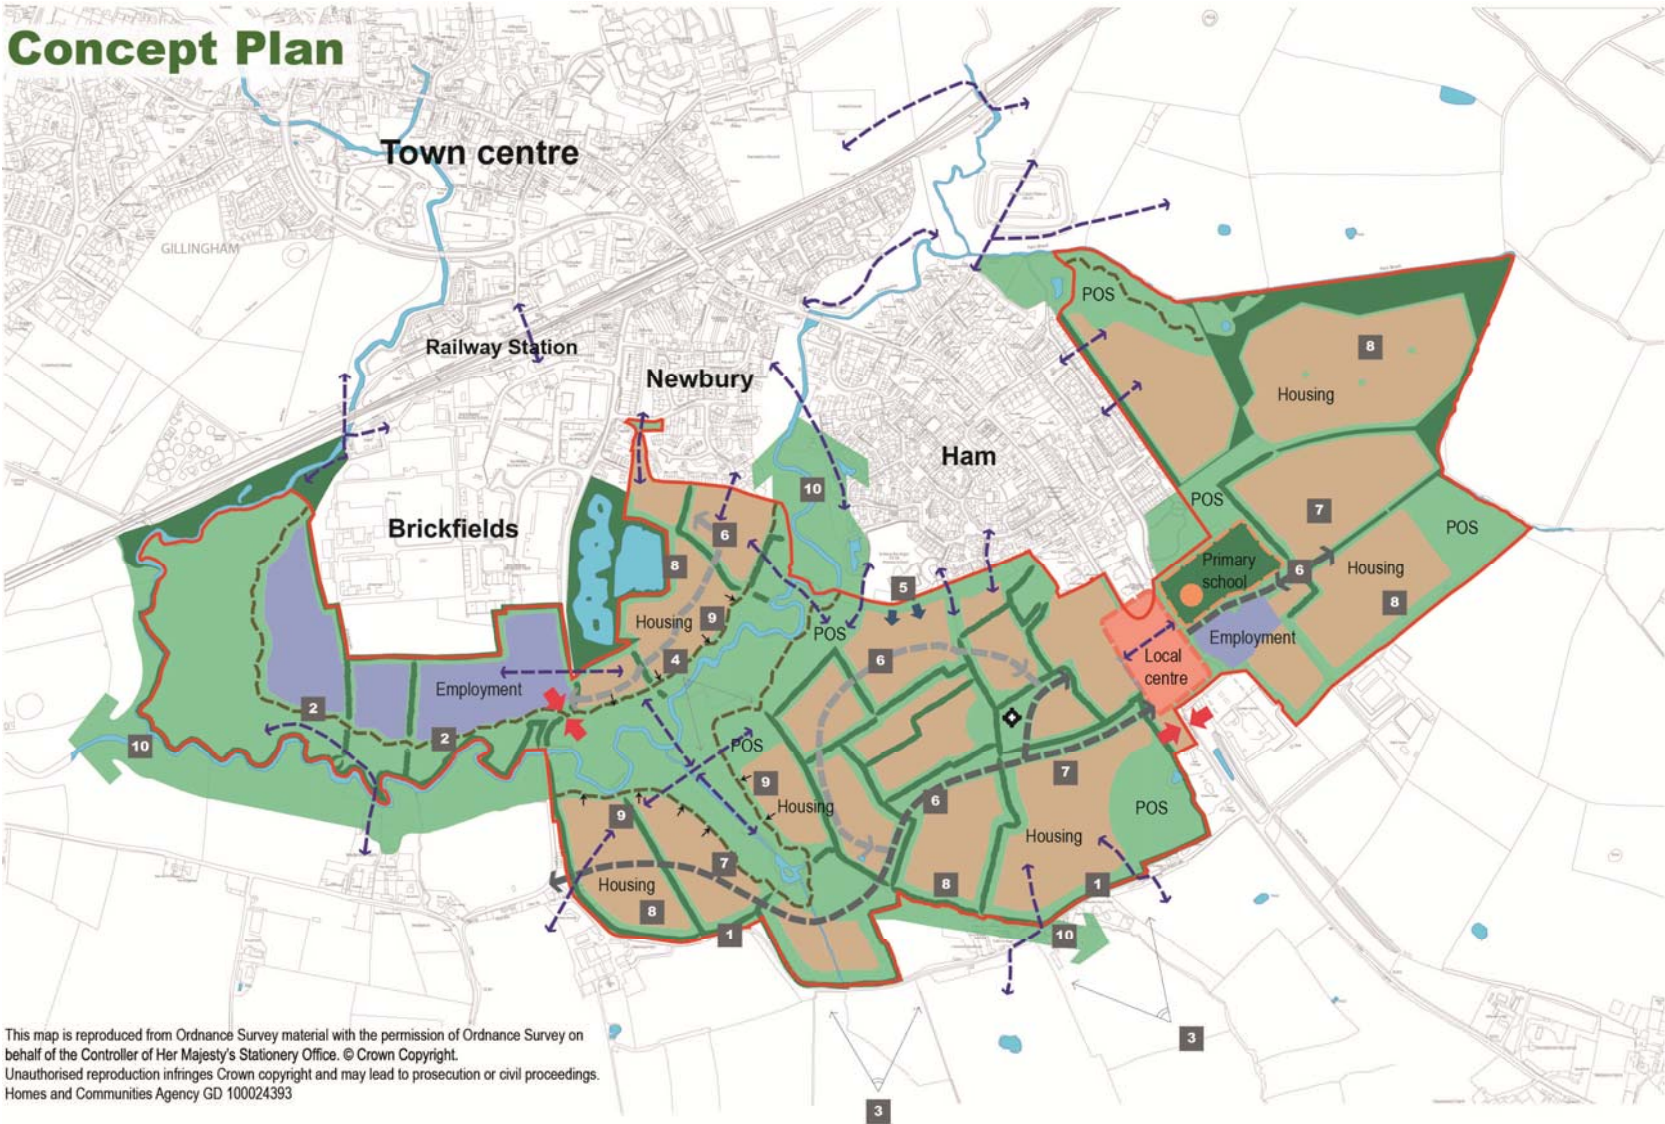 Concept Plan
Town centre
GILLINGHAM
POS
Railway Station
8
Newbury
Housing
Ham
10
POS
7
POS
Brickfields
6
8
Primary
school
6
Housing
5
8
Housing
9
POS
Employment
4
6
Local
centre
Employment
2
2
10
POS
9
7
Housing
6
POS
9
Housing
7
Housing
8
8
1
1
10
3
3
This map is reproduced from Ordnance Survey material with the permission of Ordnance Survey on
behalf of the Controller of Her Majesty's Stationery Office. © Crown Copyright.
Unauthorised reproduction infringes Crown copyright and may lead to prosecution or civil proceedings.
Homes and Communities Agency GD 100024393